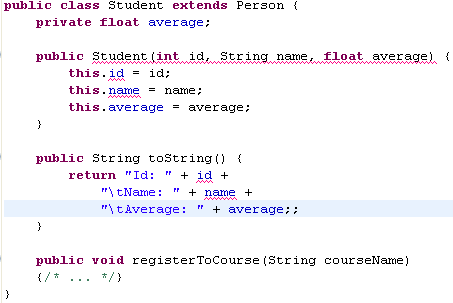 public class Student extends Person {
    private float average;

    public Student(int id, String name, float average) {
        this.id = id;
        this.name = name;
        this.average = average;
    }

    public String toString() {
        return "Id: " + id +
            "\tName: " + name +
            "\tAverage: " + average;;
    }

    public void registerToCourse(String courseName)
    {/* ... */}
}